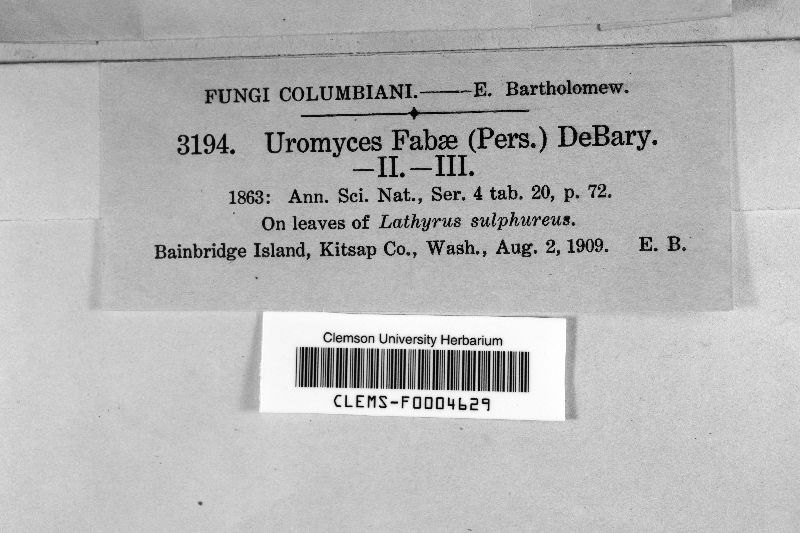 FUNGI COLUMBIANI.——E. Bartholomew.
3194. Uromyces Fabæ (Pers.) DeBary.
—II.—III.
1863: Ann. Sci. Nat., Ser. 4 tab. 20, p. 72.
On leaves of Lathyrus sulphureus.
Bainbridge Island, Kitsap Co., Wash., Aug. 2, 1909. E. B.
Clemson University Herbarium
CLEMS-F0004629